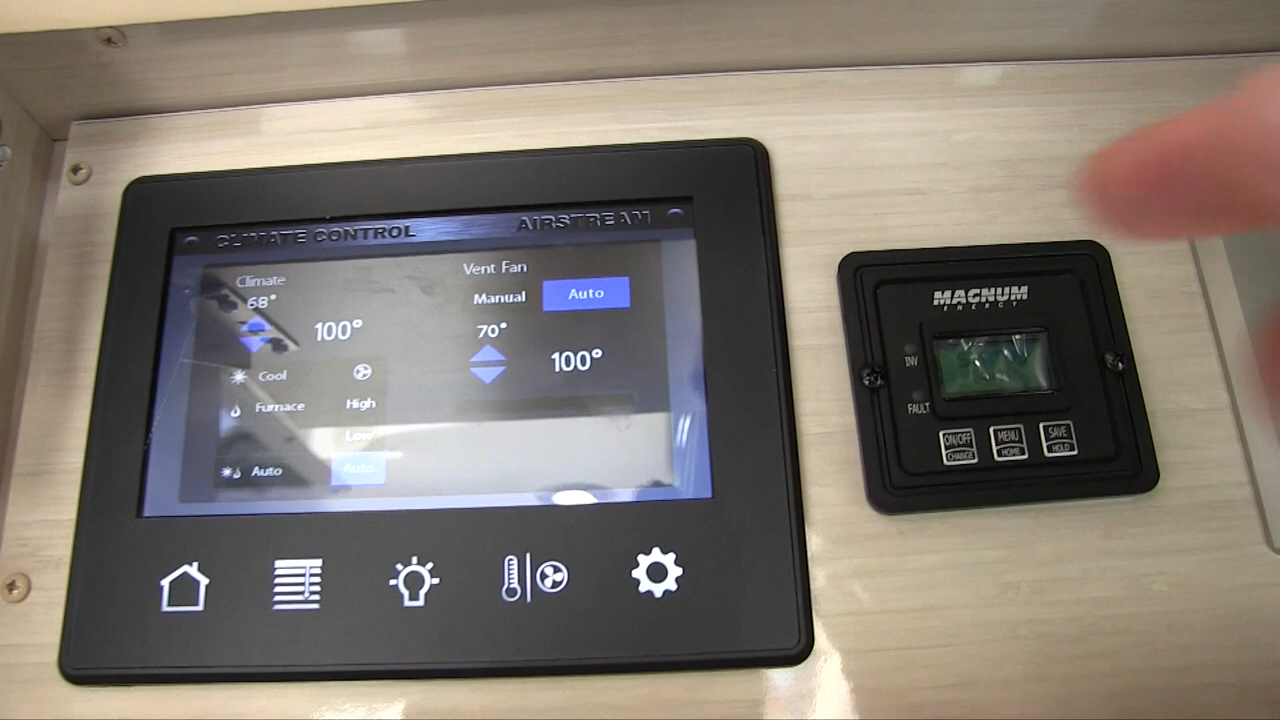 CLIMATE CONTROL
AIRSTREAM
Climate
68°
100°
Cool
Furnace
High
Low
Auto
Auto
Vent Fan
Manual
Auto
70°
100°
MAGNUM
ENERGY
INV
FAULT
ON/OFF
CHANGE
MENU
HOME
SAVE
HOLD